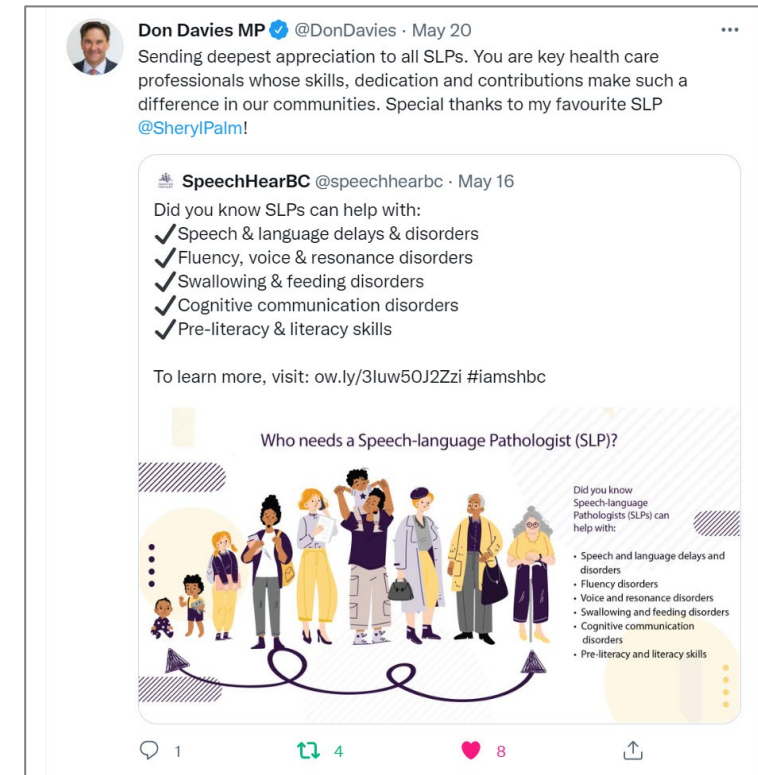 Don Davies MP @DonDavies · May 20
Sending deepest appreciation to all SLPs. You are key health care
professionals whose skills, dedication and contributions make such a
difference in our communities. Special thanks to my favourite SLP
@SherylPalm!
SpeechHearBC @speechhearbc · May 16
Did you know SLPs can help with:
✓Speech & language delays & disorders
✓Fluency, voice & resonance disorders
✓Swallowing & feeding disorders
✓Cognitive communication disorders
✓Pre-literacy & literacy skills
To learn more, visit: ow.ly/3Iuw50J2Zzi #iamshbc
Who needs a Speech-language Pathologist (SLP)?
Did you know
Speech-language
Pathologists (SLPs) can
help with:
• Speech and language delays and
disorders
• Fluency disorders
• Voice and resonance disorders
• Swallowing and feeding disorders
• Cognitive communication
disorders
• Pre-literacy and literacy skills
1 4 8